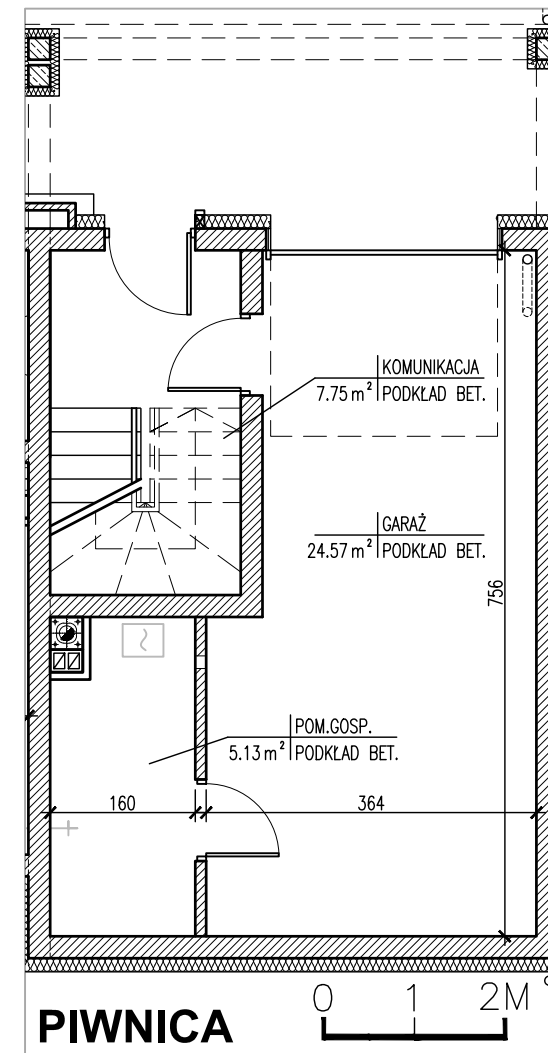 KOMUNIKACJA
7.75 m² PODKŁAD BET.
GARAŻ
24.57 m² PODKŁAD BET.
756
POM.GOSP.
5.13 m² PODKŁAD BET.
160 364
PIWNICA
0 1 2M